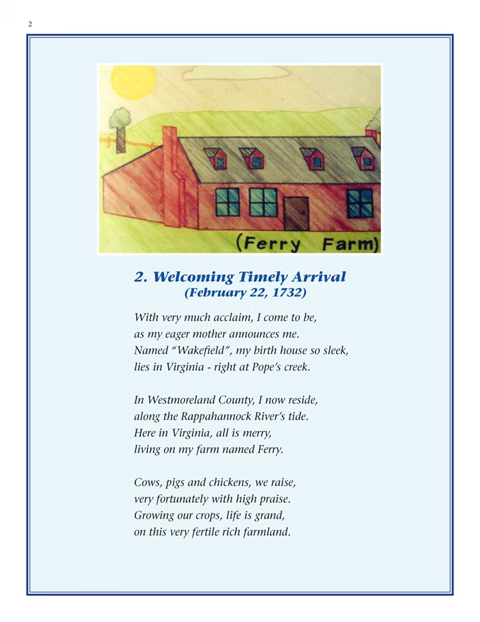 2
(Ferry Farm)
2. Welcoming Timely Arrival
(February 22, 1732)
With very much acclaim, I come to be,
as my eager mother announces me.
Named “Wakefield”, my birth house so sleek,
lies in Virginia - right at Pope’s creek.
In Westmoreland County, I now reside,
along the Rappahannock River’s tide.
Here in Virginia, all is merry,
living on my farm named Ferry.
Cows, pigs and chickens, we raise,
very fortunately with high praise.
Growing our crops, life is grand,
on this very fertile rich farmland.